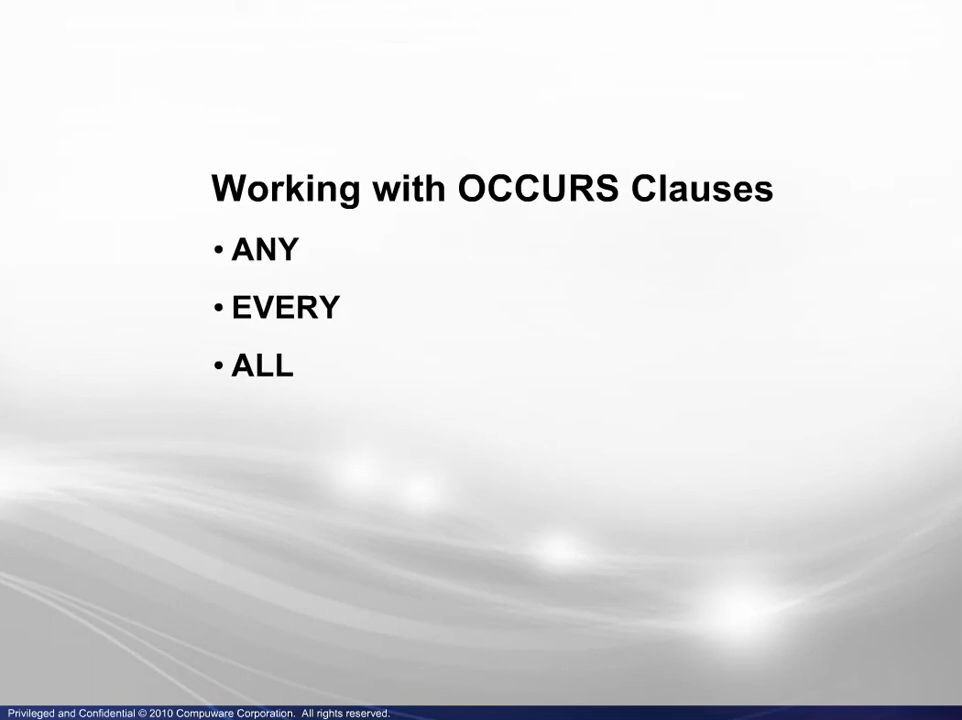 Working with OCCURS Clauses
• ANY
• EVERY
• ALL
Privileged and Confidential © 2010 Compuware Corporation. All rights reserved.